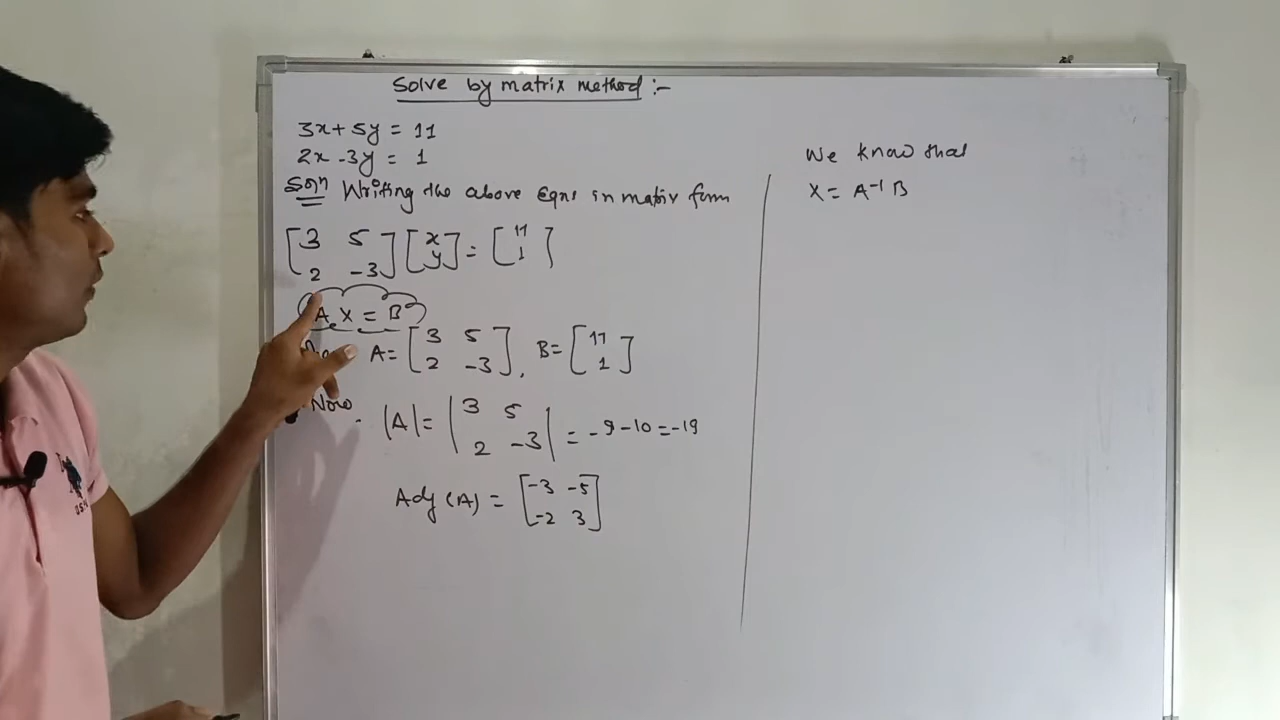 Solve by matrix method :-
3x + 5y = 11
2x - 3y = 1
Soln Writing the above Eqns in matrix form
[3 5 2 -3] [x y] = [11 1]
A X = B
A = [3 5 2 -3], B = [11 1]
Now, |A| = |3 5 2 -3| = -9 - 10 = -19
Adj (A) = [-3 -5 -2 3]
We know that
X = A⁻¹ B